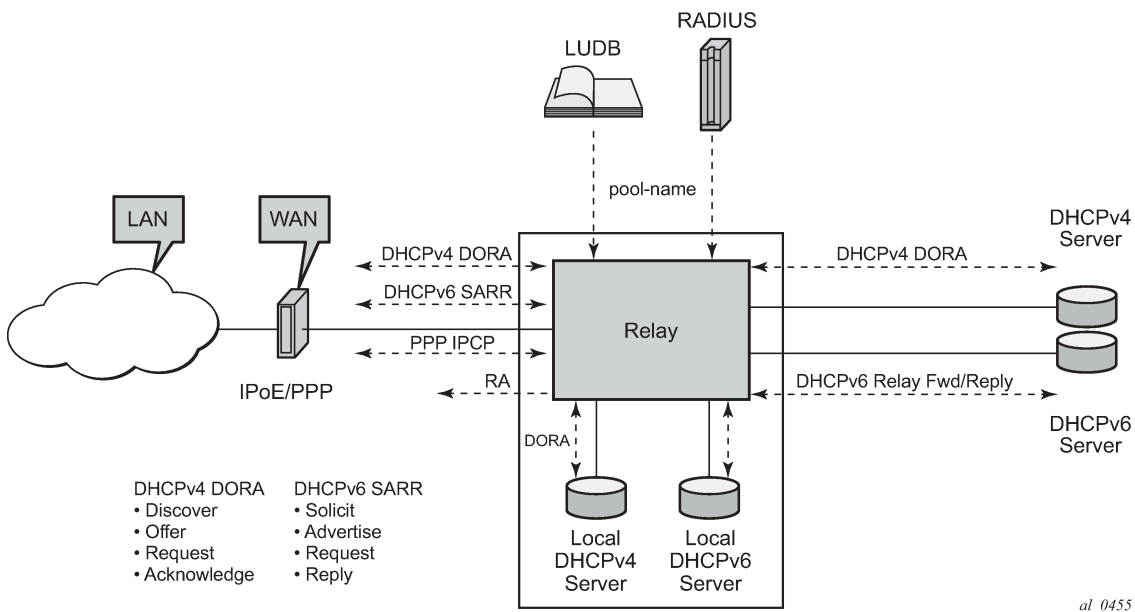 RADIUS
LUDB
pool-name
LAN
WAN
DHCPv4
Server
DHCPv4 DORA
DHCPv4 DORA
DHCPv6 SARR
Relay
PPP IPCP
RA
DHCPv6 Relay Fwd/Reply
IPoE/PPP
DHCPv6
Server
DORA
DHCPv4 DORA
• Discover
• Offer
• Request
• Acknowledge
DHCPv6 SARR
• Solicit
• Advertise
• Request
• Reply
Local
DHCPv4
Server
Local
DHCPv6
Server
al_0455